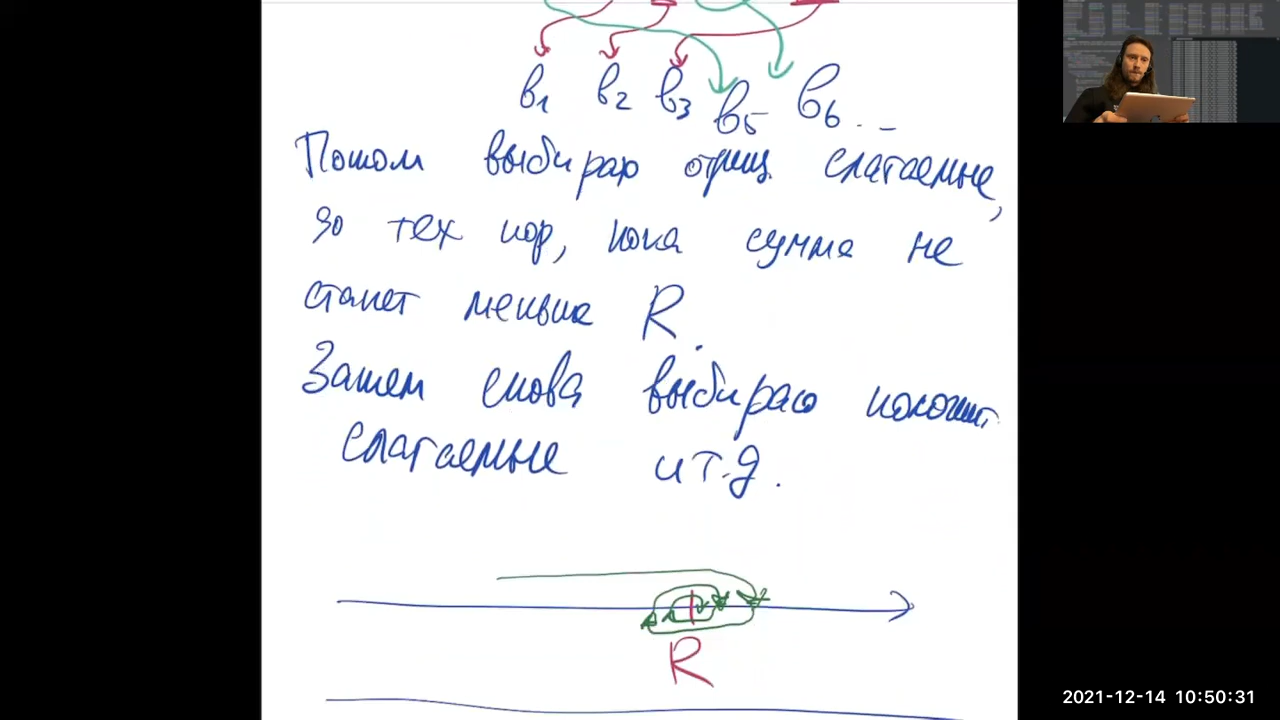 b1 b2 b3 b5 b6 . . –
Потом выбираю отриц. слагаемые,
до тех пор, пока сумма не
станет меньше R.
Затем снова выбираю положит.
слагаемые и т.д.
R
2021-12-14 10:50:31